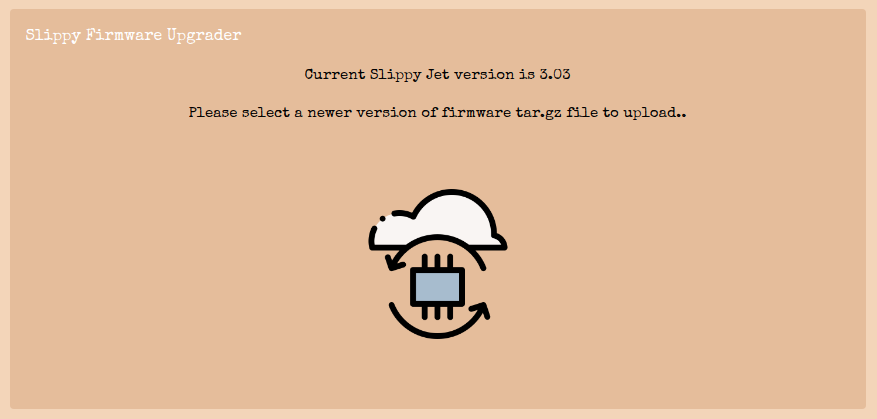 Slippy Firmware Upgrader
Current Slippy Jet version is 3.03
Please select a newer version of firmware tar.gz file to upload..